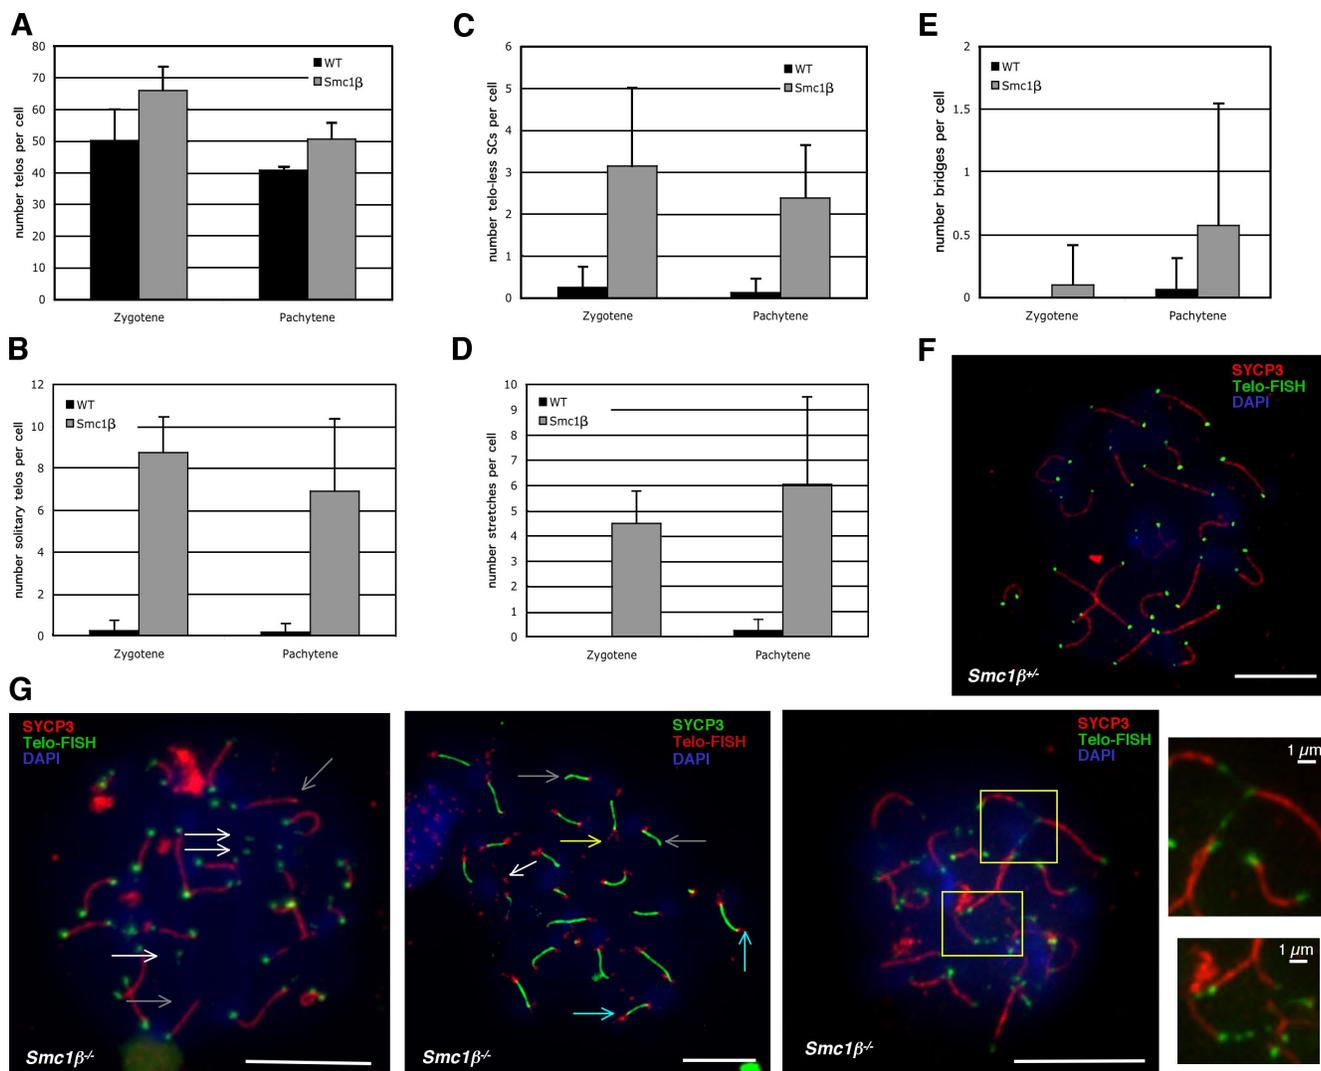 A
80
70
60
50
40
30
20
10
0
number telos per cell
WT
Smc1β
Zygotene
Pachytene
C
6
5
4
3
2
1
0
number telo-less SCs per cell
WT
Smc1β
Zygotene
Pachytene
E
2
1.5
1
0.5
0
number bridges per cell
WT
Smc1β
Zygotene
Pachytene
B
12
10
8
6
4
2
0
number solitary telos per cell
WT
Smc1β
Zygotene
Pachytene
D
10
9
8
7
6
5
4
3
2
1
0
number stretches per cell
WT
Smc1β
Zygotene
Pachytene
F
SYCP3
Telo-FISH
DAPI
Smc1β+/-
G
SYCP3
Telo-FISH
DAPI
Smc1β-/-
SYCP3
Telo-FISH
DAPI
Smc1β-/-
SYCP3
Telo-FISH
DAPI
Smc1β-/-
1 µm
1 µm